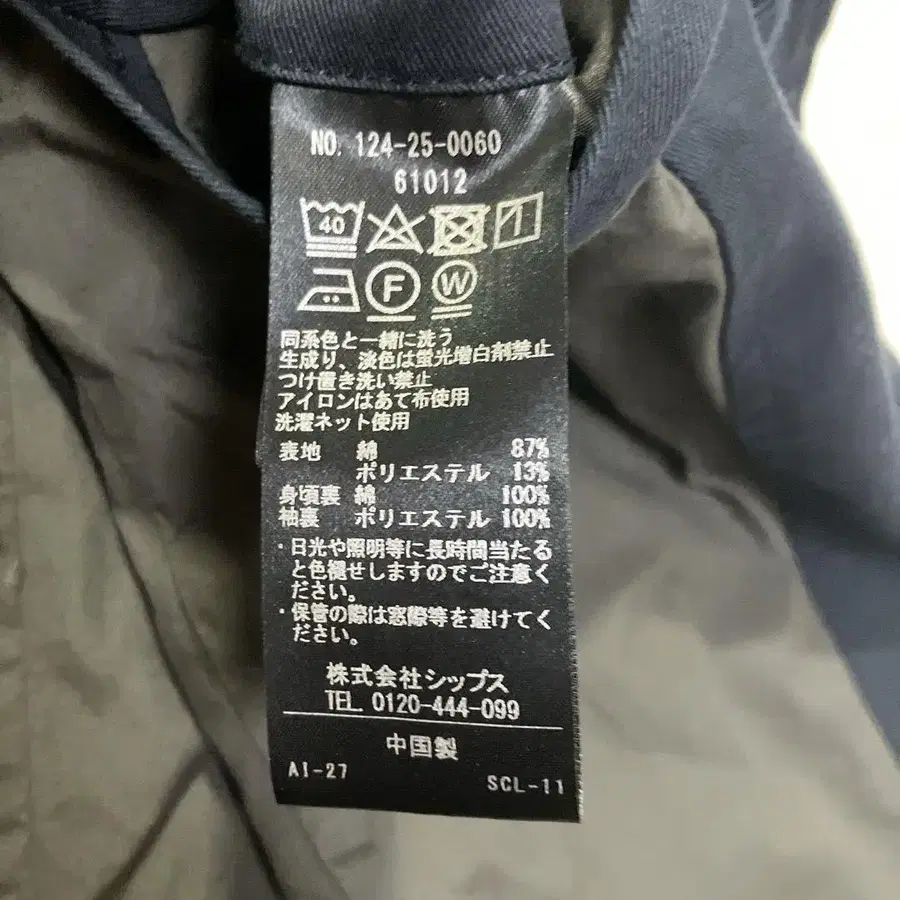 NO. 124-25-0060
61012
40
F
W
同系色と一緒に洗う
生成り、淡色は蛍光増白剤禁止
つけ置き洗い禁止
アイロンはあて布使用
洗濯ネット使用
表地 綿 87%
ポリエステル 13%
身頃裏 綿 100%
袖裏 ポリエステル 100%
・日光や照明等に長時間当たる
と色褪せしますのでご注意く
ださい。
・保管の際は窓際等を避けてく
ださい。
株式会社シップス
TEL 0120-444-099
中国製
AI-27 SCL-11